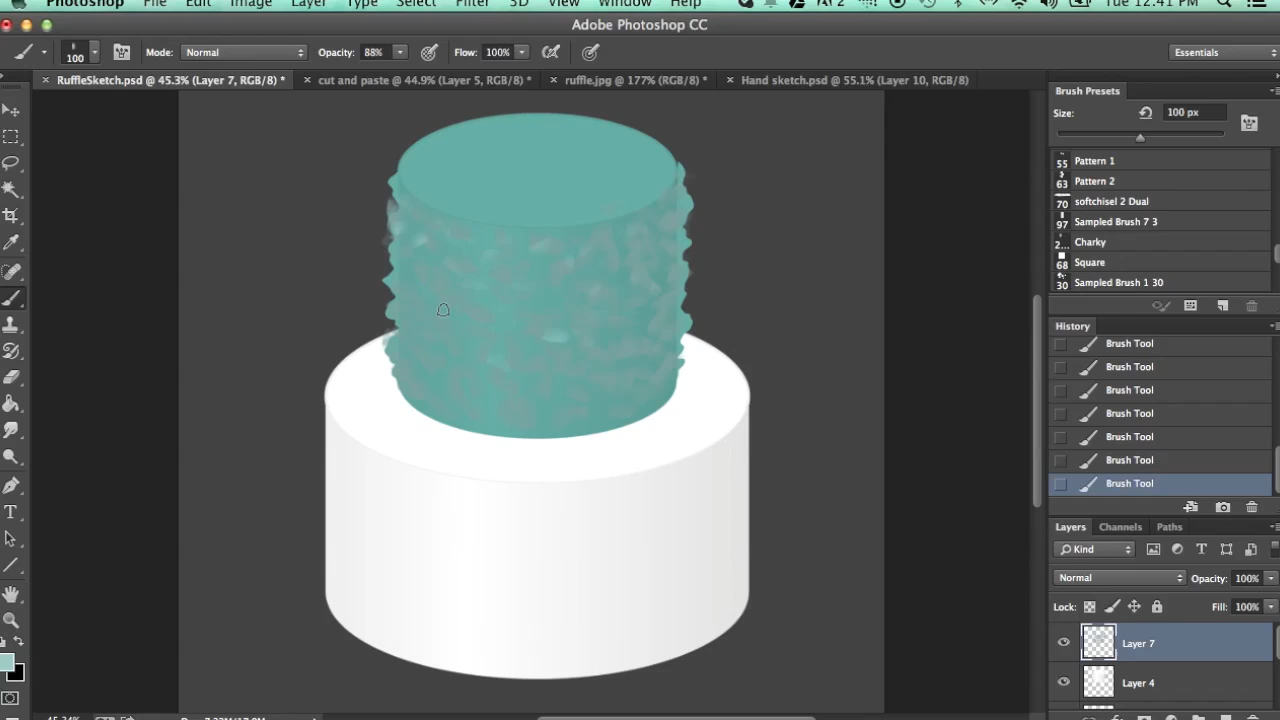 Photoshop File Edit Image Layer Type Select Filter 3D View Window Help 2 Tue 12:41 PM
Adobe Photoshop CC
100 Mode: Normal Opacity: 88% Flow: 100% Essentials
RuffleSketch.psd @ 45.3% (Layer 7, RGB/8) * cut and paste @ 44.9% (Layer 5, RGB/8) * ruffle.jpg @ 177% (RGB/8) * Hand sketch.psd @ 55.1% (Layer 10, RGB/8)
Brush Presets
Size: 100 px
55 Pattern 1
63 Pattern 2
70 softchisel 2 Dual
97 Sampled Brush 7 3
2... Charky
68 Square
30 Sampled Brush 1 30
History
Brush Tool
Brush Tool
Brush Tool
Brush Tool
Brush Tool
Brush Tool
Brush Tool
Layers Channels Paths
Kind
Normal Opacity: 100%
Lock: Fill: 100%
Layer 7
Layer 4